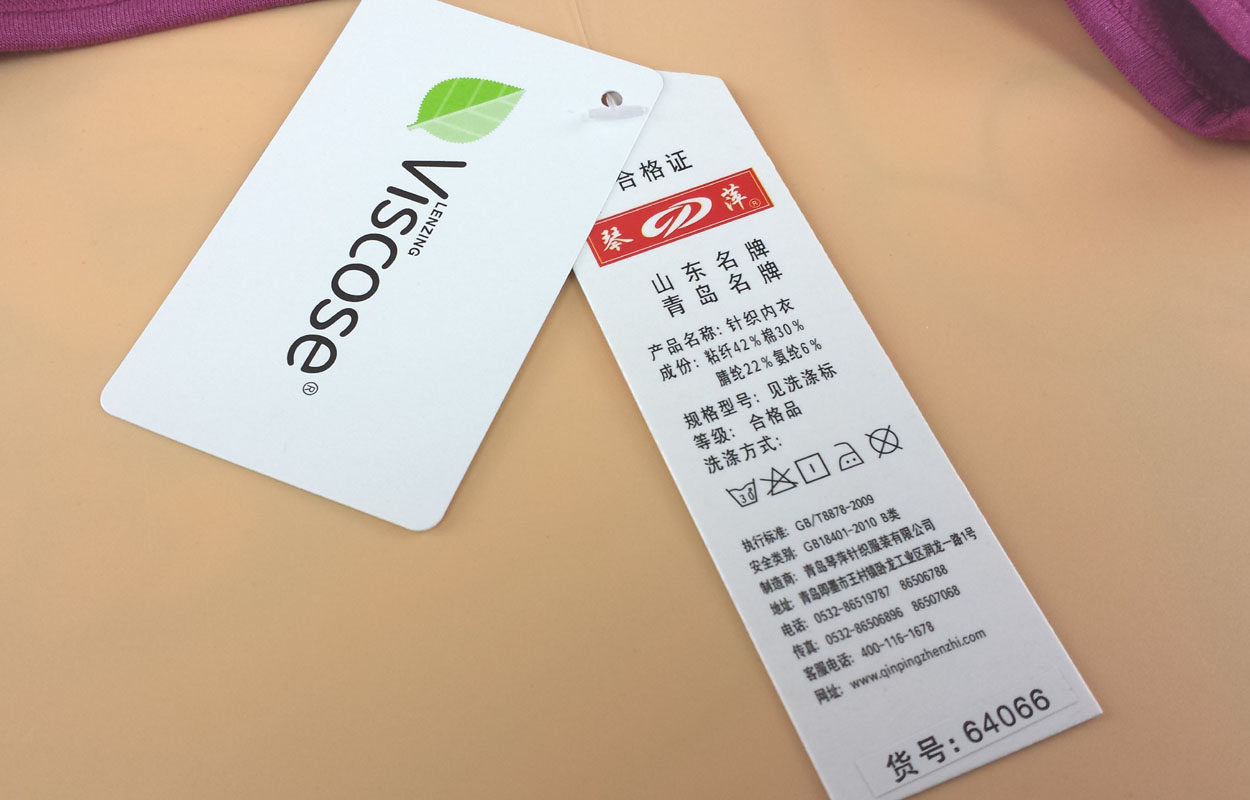 LENZING
Viscose®
合格证
琴萍®
山东名牌
青岛名牌
产品名称：针织内衣
成份：粘纤42％棉30％
腈纶22％氨纶6％
规格型号：见洗涤标
等级：合格品
洗涤方式：
30
执行标准：GB/T8878-2009
安全类别：GB18401-2010 B类
制造商：青岛琴萍针织服装有限公司
地址：青岛即墨市王村镇卧龙工业区润龙一路1号
电话：0532-86519787 86506788
传真：0532-86506896 86507068
客服电话：400-116-1678
网址：www.qinpingzhenzhi.com
货号：64066